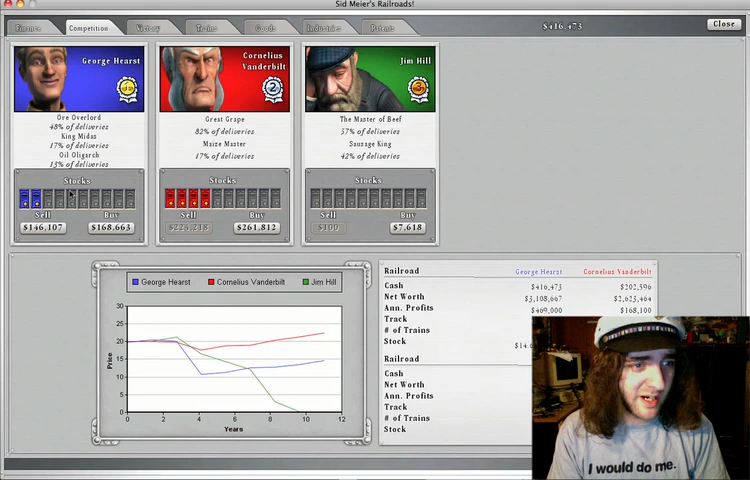 Sid Meier's Railroads!
Finance
Competition
Victory
Trains
Goods
Industries
Patents
$416,473
Close
George Hearst
Ore Overlord
48% of deliveries
King Midas
17% of deliveries
Oil Oligarch
13% of deliveries
Stocks
Sell
Buy
$146,107
$168,663
Cornelius
Vanderbilt
2
Great Grape
82% of deliveries
Maize Master
17% of deliveries
Stocks
Sell
Buy
$224,218
$261,812
Jim Hill
3
The Master of Beef
57% of deliveries
Sausage King
42% of deliveries
Stocks
Sell
Buy
$100
$7,618
George Hearst
Cornelius Vanderbilt
Jim Hill
30
25
20
15
10
5
0
Price
0 2 4 6 8 10 12
Years
Railroad George Hearst Cornelius Vanderbilt
Cash $416,473 $202,596
Net Worth $3,108,667 $2,623,464
Ann. Profits $469,000 $168,100
Track
# of Trains
Stock
Railroad
Cash
Net Worth
Ann. Profits
Track
# of Trains
Stock
I would do me.